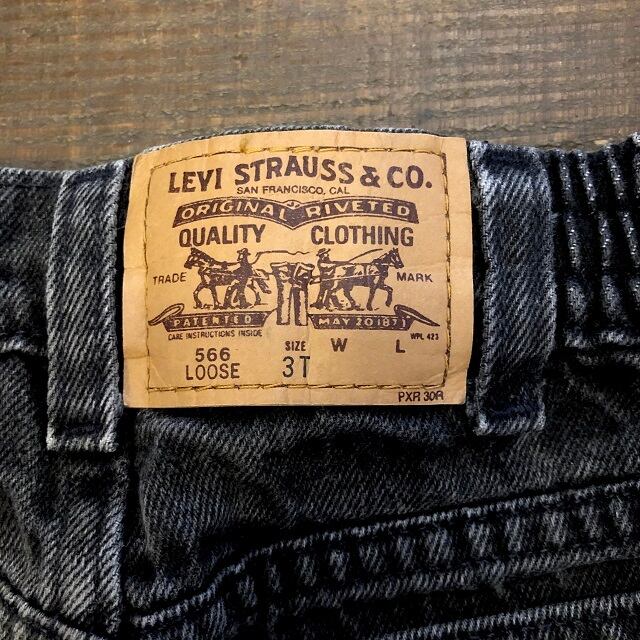 LEVI STRAUSS & CO.
SAN FRANCISCO, CAL
ORIGINAL RIVETED
QUALITY CLOTHING
TRADE MARK
PATENTED MAY 20 1873
CARE INSTRUCTIONS INSIDE WPL 423
566 SIZE W L
LOOSE 3T
PXR 30R